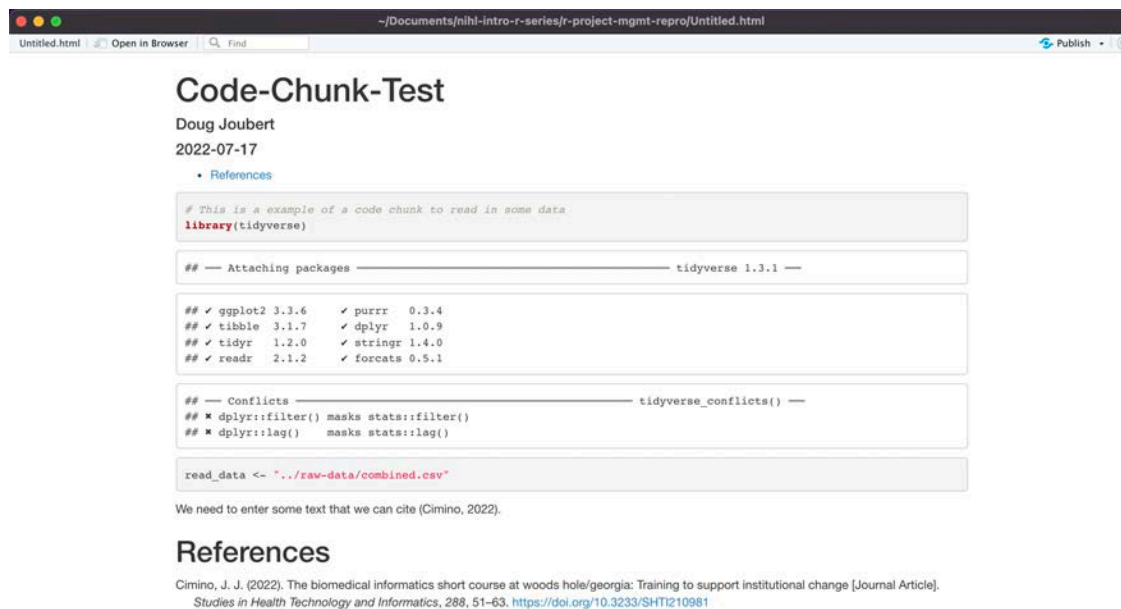 ~/Documents/nihl-intro-r-series/r-project-mgmt-repro/Untitled.html
Untitled.html Open in Browser Find Publish
Code-Chunk-Test
Doug Joubert
2022-07-17
• References
# This is a example of a code chunk to read in some data
library(tidyverse)
## ── Attaching packages ─────────────────────────────────────── tidyverse 1.3.1 ──
## ✔ ggplot2 3.3.6 ✔ purrr 0.3.4
## ✔ tibble 3.1.7 ✔ dplyr 1.0.9
## ✔ tidyr 1.2.0 ✔ stringr 1.4.0
## ✔ readr 2.1.2 ✔ forcats 0.5.1
## ── Conflicts ────────────────────────────────────────── tidyverse_conflicts() ──
## ✖ dplyr::filter() masks stats::filter()
## ✖ dplyr::lag() masks stats::lag()
read_data <- "../raw-data/combined.csv"
We need to enter some text that we can cite (Cimino, 2022).
References
Cimino, J. J. (2022). The biomedical informatics short course at woods hole/georgia: Training to support institutional change [Journal Article].
Studies in Health Technology and Informatics, 288, 51–63. https://doi.org/10.3233/SHTI210981